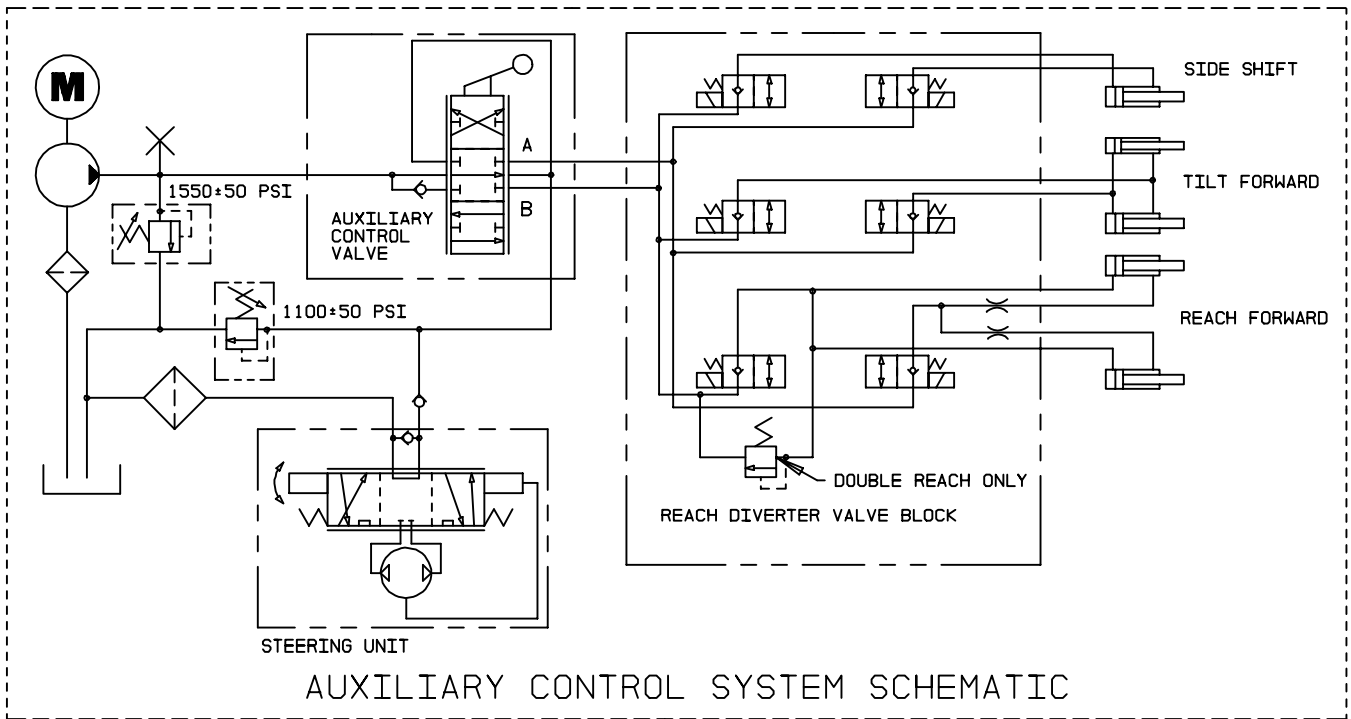 M
1550±50 PSI
AUXILIARY
CONTROL
VALVE
A
B
1100±50 PSI
SIDE SHIFT
TILT FORWARD
REACH FORWARD
DOUBLE REACH ONLY
REACH DIVERTER VALVE BLOCK
STEERING UNIT
AUXILIARY CONTROL SYSTEM SCHEMATIC